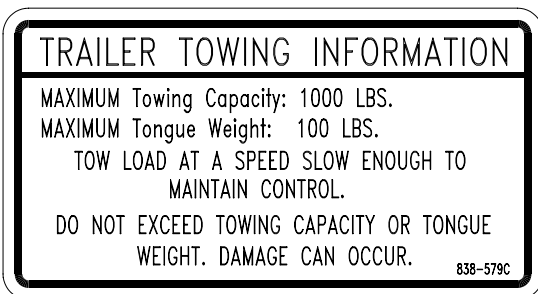 TRAILER TOWING INFORMATION
MAXIMUM Towing Capacity: 1000 LBS.
MAXIMUM Tongue Weight: 100 LBS.
TOW LOAD AT A SPEED SLOW ENOUGH TO
MAINTAIN CONTROL.
DO NOT EXCEED TOWING CAPACITY OR TONGUE
WEIGHT. DAMAGE CAN OCCUR.
838-579C